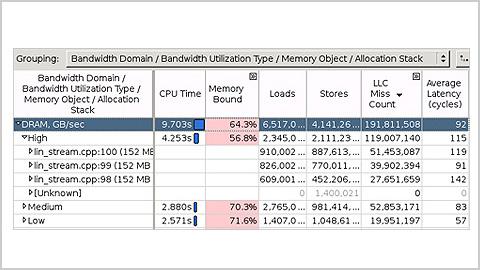 Grouping: Bandwidth Domain / Bandwidth Utilization Type / Memory Object / Allocation Stack
Bandwidth Domain / Bandwidth Utilization Type / Memory Object / Allocation Stack CPU Time Memory Bound Loads Stores LLC Miss Count Average Latency (cycles)
DRAM, GB/sec 9.703s 64.3% 6,517,0... 4,141,26... 191,811,508 92
High 4.253s 56.8% 2,345,0... 2,111,23... 119,007,140 115
lin_stream.cpp:100 (152 MB 910,002... 887,613... 51,453,087 119
lin_stream.cpp:99 (152 MB 826,002... 770,011... 39,902,394 91
lin_stream.cpp:98 (152 MB 609,001... 452,206... 27,651,659 142
[Unknown] 0 1,400,021 0 0
Medium 2.880s 70.3% 2,765,0... 981,414,... 52,853,171 83
Low 2.571s 71.6% 1,407,0... 1,048,61... 19,951,197 57